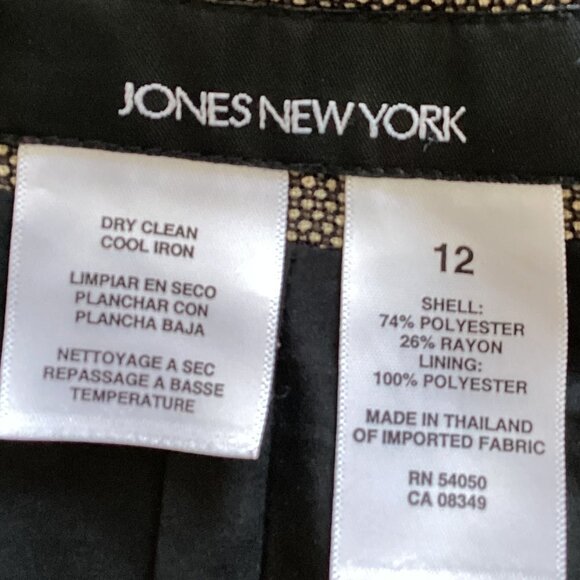 JONES NEW YORK
DRY CLEAN
COOL IRON
LIMPIAR EN SECO
PLANCHAR CON
PLANCHA BAJA
NETTOYAGE A SEC
REPASSAGE A BASSE
TEMPERATURE
12
SHELL:
74% POLYESTER
26% RAYON
LINING:
100% POLYESTER
MADE IN THAILAND
OF IMPORTED FABRIC
RN 54050
CA 08349